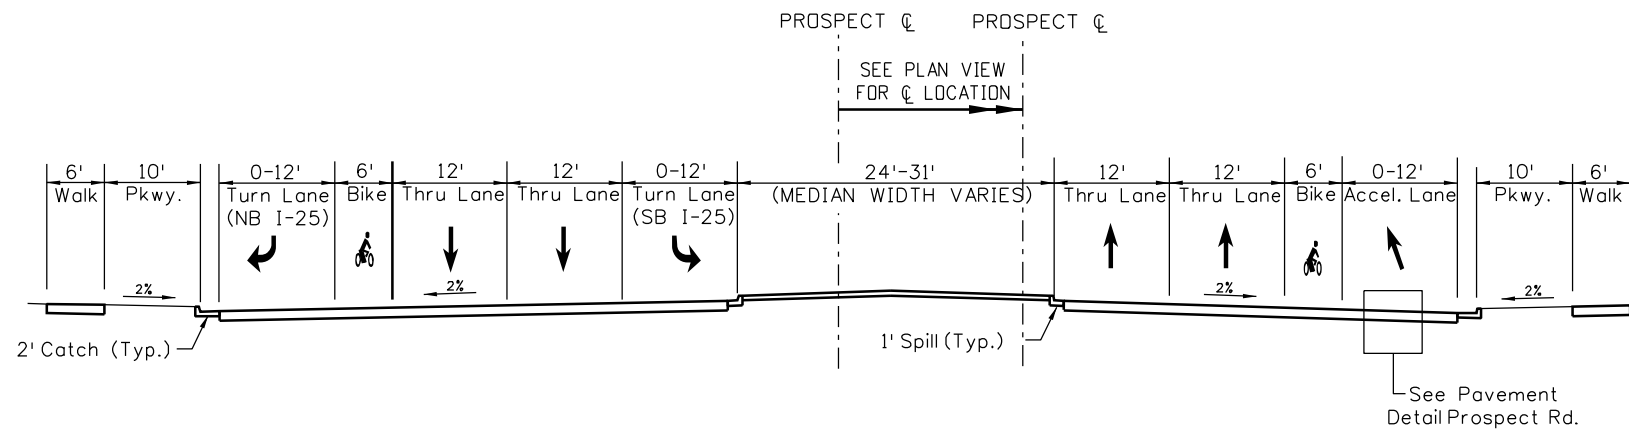 PROSPECT ℄ PROSPECT ℄
SEE PLAN VIEW
FOR ℄ LOCATION
6' 10' 0-12' 6' 12' 12' 0-12' 24'-31' 12' 12' 6' 0-12' 10' 6'
Walk Pkwy. Turn Lane Bike Thru Lane Thru Lane Turn Lane (MEDIAN WIDTH VARIES) Thru Lane Thru Lane Bike Accel. Lane Pkwy. Walk
(NB I-25) (SB I-25)
2% 2% 2% 2%
2' Catch (Typ.) 1' Spill (Typ.)
See Pavement
Detail Prospect Rd.